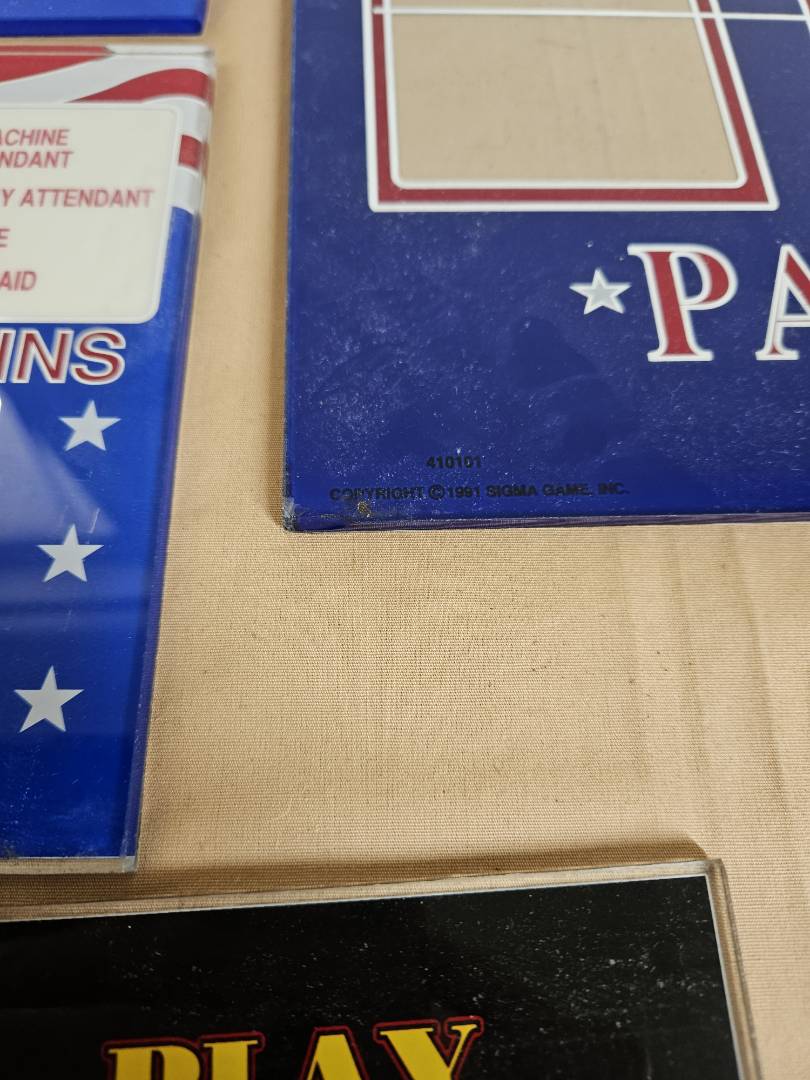 ACHINE
NDANT
Y ATTENDANT
E
AID
INS
PA
410101
COPYRIGHT ©1991 SIGMA GAME, INC.
PLAY